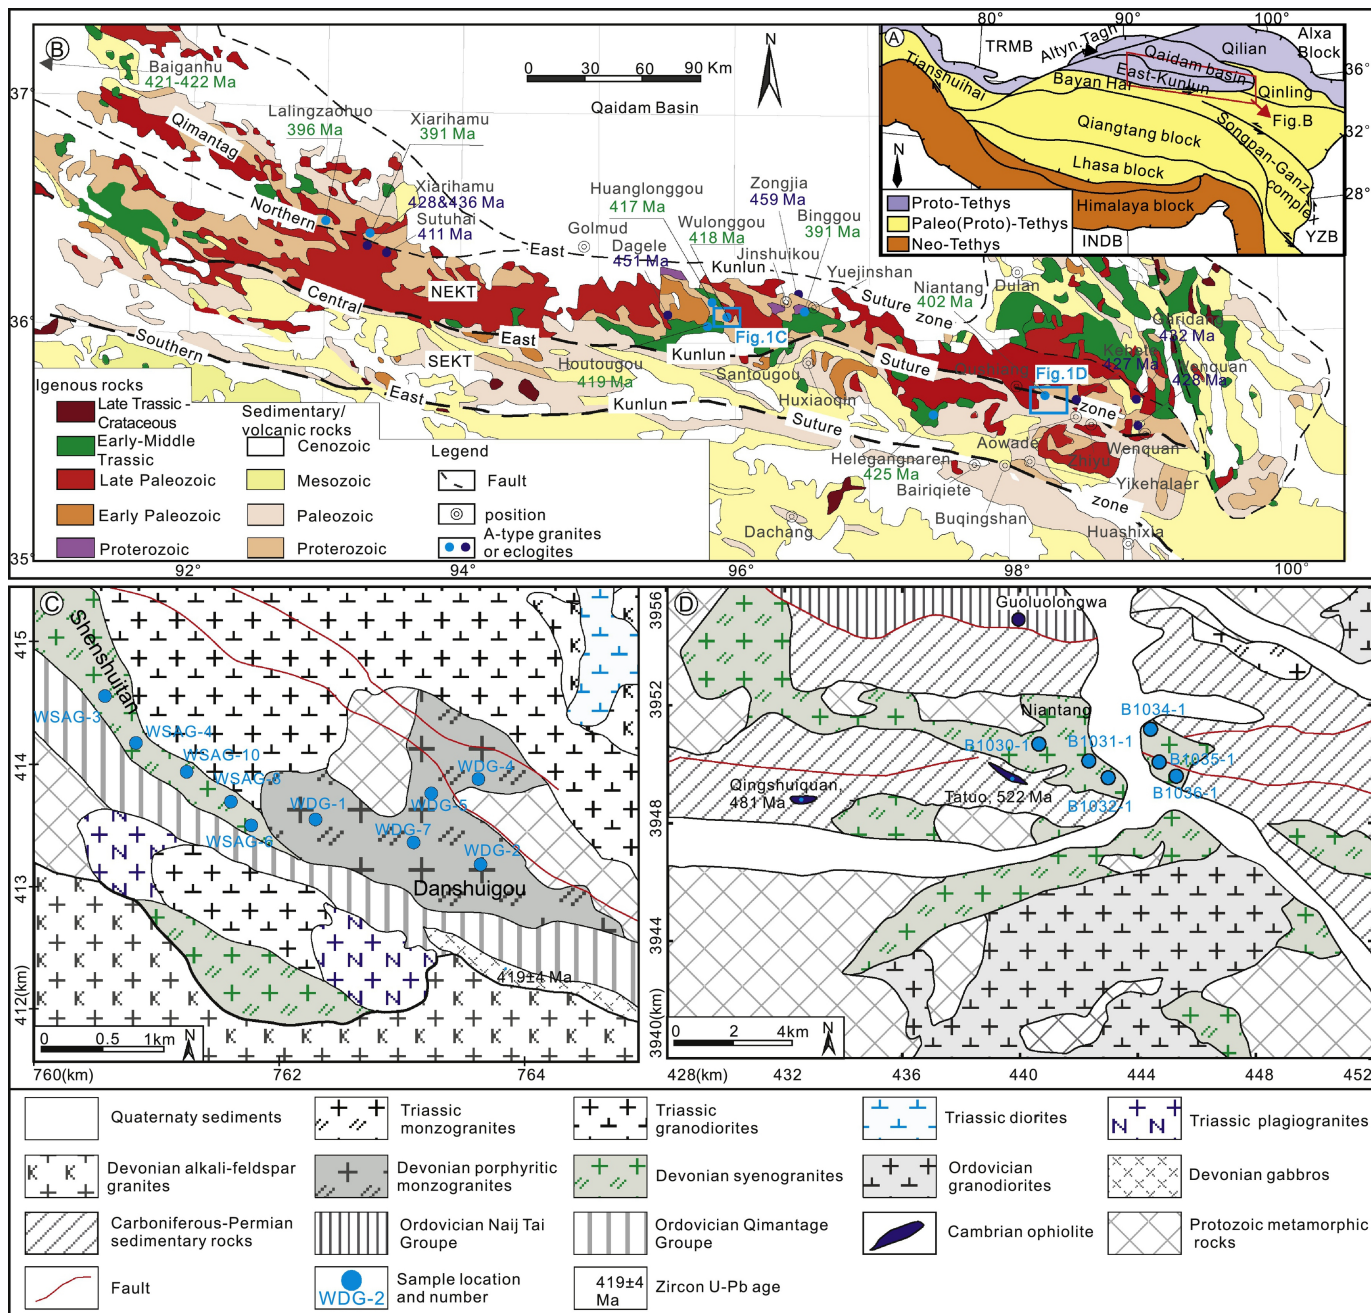 B
Baiganhu
421-422 Ma
Lalingzaohuo
396 Ma
Xiarihamu
391 Ma
Xiarihamu
428&436 Ma
Sutuhai
411 Ma
Qimantag
Northern
East
Kunlun
Suture
zone
Central
East
Kunlun
Suture
zone
Southern
East
Kunlun
Suture
zone
NEKT
SEKT
N
0 30 60 90 Km
Qaidam Basin
Golmud
Dagele
451 Ma
Huanglonggou
417 Ma
Wulonggou
418 Ma
Zongjia
459 Ma
Binggou
391 Ma
Jinshuikou
Yuejinshan
Niantang
402 Ma
Dulan
Fig.1C
Houtougou
419 Ma
Santougou
Huxiaoqin
Fig.1D
427 Ma
Wenquan
428 Ma
Helegangnaren
425 Ma
Aowade
Bairiqiete
Buqingshan
Zhiyu
Wenquan
Yikehalaer
Huashixia
Dachang
37°
36°
35°
92°
94°
96°
98°
100°
Igenous rocks
Late Trassic -
Crataceous
Early-Middle
Trassic
Late Paleozoic
Early Paleozoic
Proterozoic
Sedimentary/
volcanic rocks
Cenozoic
Mesozoic
Paleozoic
Proterozoic
Legend
Fault
position
A-type granites
or eclogites
A
80°
90°
100°
36°
32°
28°
TRMB
Altyn.Tagn
Qaidam basin
Qilian
Alxa
Block
East-Kunlun
Tianshuihai
Bayan Har
Qinling
Fig.B
Qiangtang block
Songpan-Ganzi
complex
Lhasa block
Himalaya block
INDB
YZB
N
Proto-Tethys
Paleo(Proto)-Tethys
Neo-Tethys
C
Shenshuitan
WSAG-3
WSAG-4
WSAG-10
WSAG-8
WSAG-6
WDG-1
WDG-4
WDG-5
WDG-7
WDG-2
Danshuigou
419±4 Ma
415
414
413
412(km)
0 0.5 1km
N
760(km)
762
764
D
Guoluolongwa
Niantang
B1034-1
B1030-1
B1031-1
B1035-1
B1036-1
B1032-1
Qingshuiquan,
481 Ma
Tatuo, 522 Ma
3956
3952
3948
3944
3940(km)
0 2 4km
N
428(km)
432
436
440
444
448
452
Quaternaty sediments
Triassic
monzogranites
Triassic
granodiorites
Triassic diorites
Triassic plagiogranites
Devonian alkali-feldspar
granites
Devonian porphyritic
monzogranites
Devonian syenogranites
Ordovician
granodiorites
Devonian gabbros
Carboniferous-Permian
sedimentary rocks
Ordovician Naij Tai
Groupe
Ordovician Qimantage
Groupe
Cambrian ophiolite
Protozoic metamorphic
rocks
Fault
WDG-2
Sample location
and number
419±4
Ma
Zircon U-Pb age